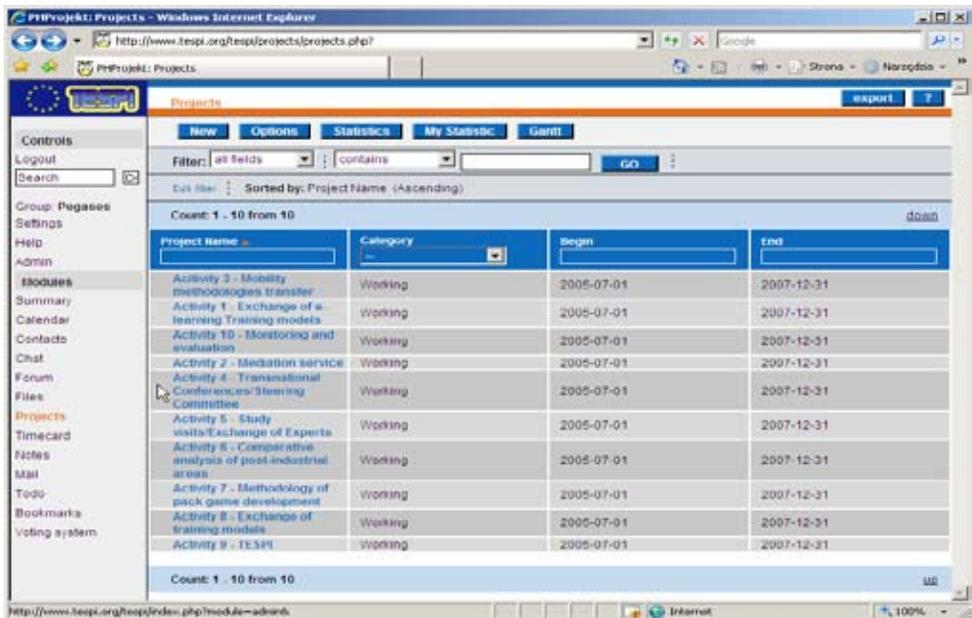 PHProjekt: Projects - Windows Internet Explorer
http://www.tespi.org/tespi/projects/projects.php?
Google
PHProjekt: Projects
Strona
Narzędzia
TESPI
Projects
export
?
Controls
Logout
Search
Group: Pegases
Settings
Help
Admin
Modules
Summary
Calendar
Contacts
Chat
Forum
Files
Projects
Timecard
Notes
Mail
Todo
Bookmarks
Voting system
New Options Statistics My Statistic Gantt
Filter: all fields contains GO
Edit filter Sorted by: Project Name (Ascending)
Count: 1 - 10 from 10 down
Project Name Category Begin End
--
Activity 3 - Mobility
methodologies transfer
Working 2005-07-01 2007-12-31
Activity 1 - Exchange of e-
learning Training models
Working 2005-07-01 2007-12-31
Activity 10 - Monitoring and
evaluation
Working 2005-07-01 2007-12-31
Activity 2 - Mediation service Working 2005-07-01 2007-12-31
Activity 4 - Transnational
Conferences/Steering
Committee
Working 2005-07-01 2007-12-31
Activity 5 - Study
visits/Exchange of Experts
Working 2005-07-01 2007-12-31
Activity 6 - Comparative
analysis of post-industrial
areas
Working 2005-07-01 2007-12-31
Activity 7 - Methodology of
pack game development
Working 2005-07-01 2007-12-31
Activity 8 - Exchange of
training models
Working 2005-07-01 2007-12-31
Activity 9 - TESPI Working 2005-07-01 2007-12-31
Count: 1 - 10 from 10 up
http://www.tespi.org/tespi/index.php?module=admin&
Internet
100%